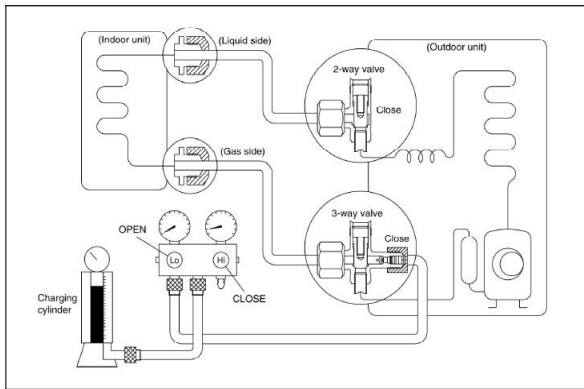 (Indoor unit)
(Liquid side)
(Outdoor unit)
2-way valve
Close
(Gas side)
3-way valve
Close
OPEN
Lo
Hi
CLOSE
Charging
cylinder